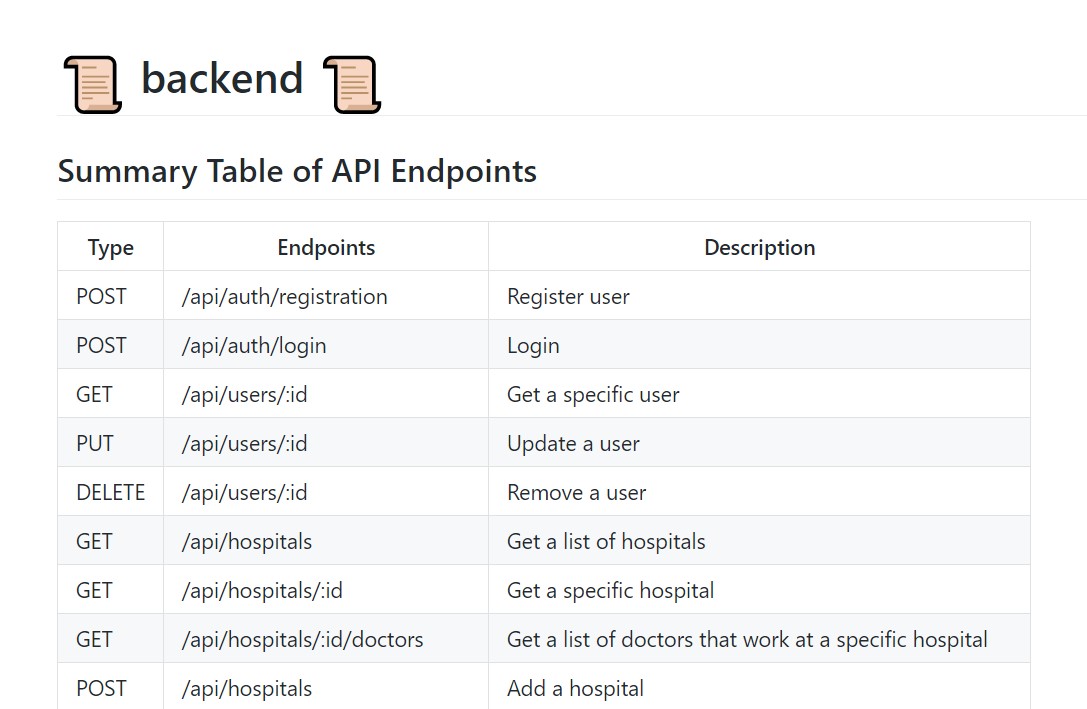 backend
Summary Table of API Endpoints
Type Endpoints Description
POST /api/auth/registration Register user
POST /api/auth/login Login
GET /api/users/:id Get a specific user
PUT /api/users/:id Update a user
DELETE /api/users/:id Remove a user
GET /api/hospitals Get a list of hospitals
GET /api/hospitals/:id Get a specific hospital
GET /api/hospitals/:id/doctors Get a list of doctors that work at a specific hospital
POST /api/hospitals Add a hospital